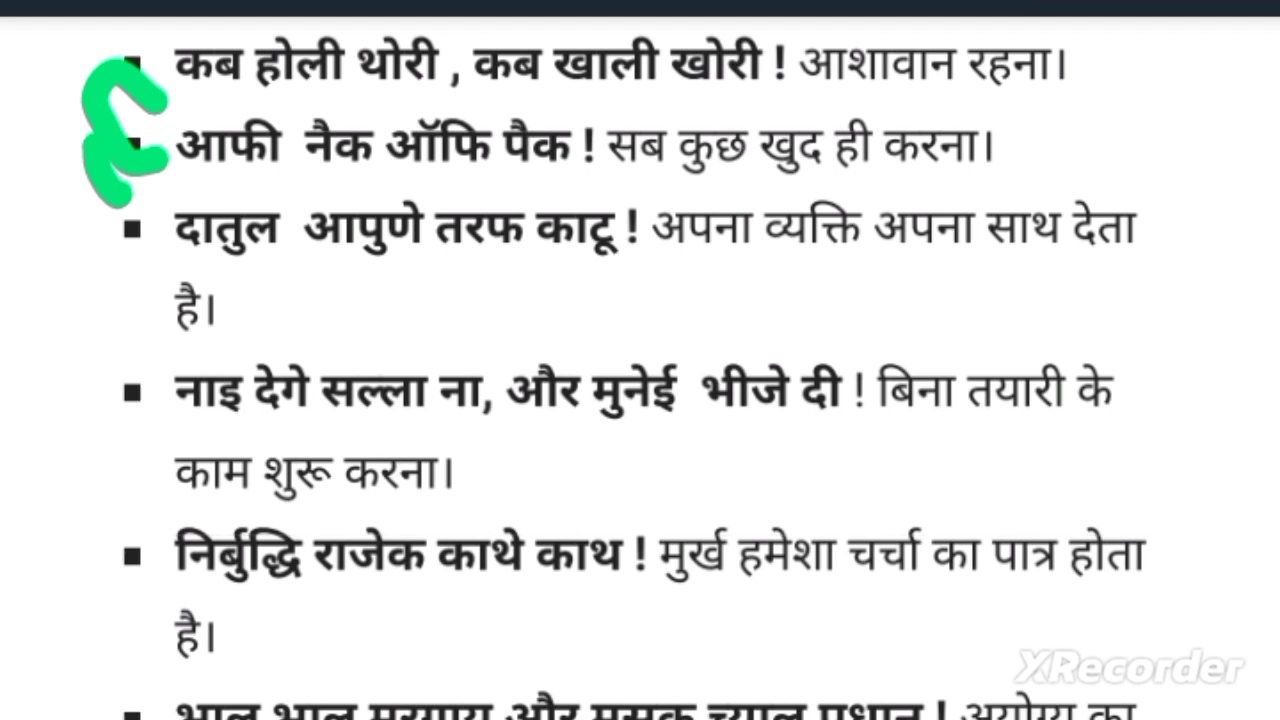 कब होली थोरी , कब खाली खोरी ! आशावान रहना।
आफी नैक ऑफि पैक ! सब कुछ खुद ही करना।
दातुल आपुणे तरफ काटू ! अपना व्यक्ति अपना साथ देता
है।
नाइ देगे सल्ला ना, और मुनेई भीजे दी ! बिना तयारी के
काम शुरू करना।
निर्बुद्धि राजेक काथे काथ ! मुर्ख हमेशा चर्चा का पात्र होता
है।
XRecorder